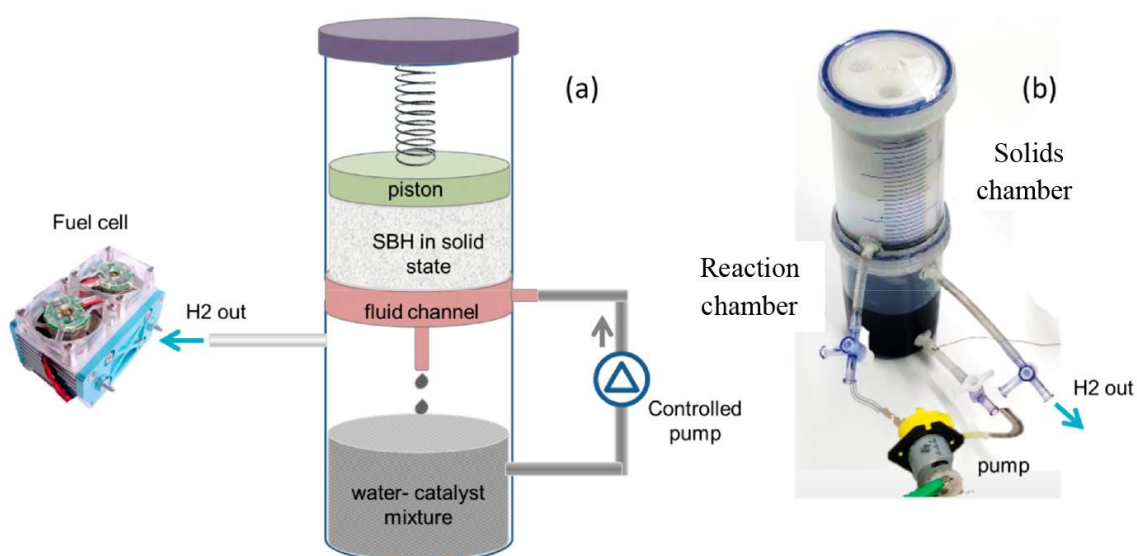 (a)
piston
SBH in solid
state
fluid channel
Fuel cell
H2 out
Controlled
pump
water- catalyst
mixture
(b)
Solids
chamber
Reaction
chamber
H2 out
pump